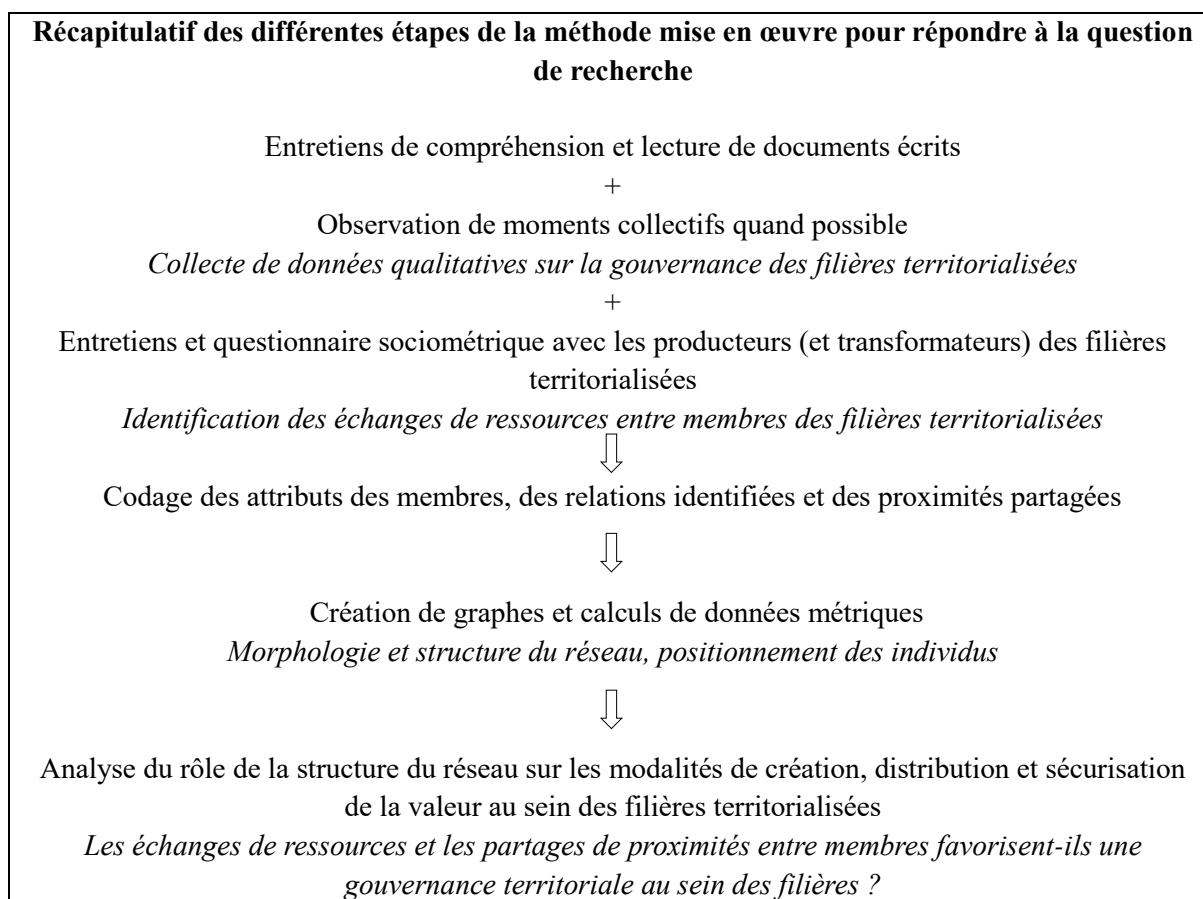 Récapitulatif des différentes étapes de la méthode mise en œuvre pour répondre à la question
de recherche
Entretiens de compréhension et lecture de documents écrits
+
Observation de moments collectifs quand possible
Collecte de données qualitatives sur la gouvernance des filières territorialisées
+
Entretiens et questionnaire sociométrique avec les producteurs (et transformateurs) des filières
territorialisées
Identification des échanges de ressources entre membres des filières territorialisées
Codage des attributs des membres, des relations identifiées et des proximités partagées
Création de graphes et calculs de données métriques
Morphologie et structure du réseau, positionnement des individus
Analyse du rôle de la structure du réseau sur les modalités de création, distribution et sécurisation
de la valeur au sein des filières territorialisées
Les échanges de ressources et les partages de proximités entre membres favorisent-ils une
gouvernance territoriale au sein des filières ?